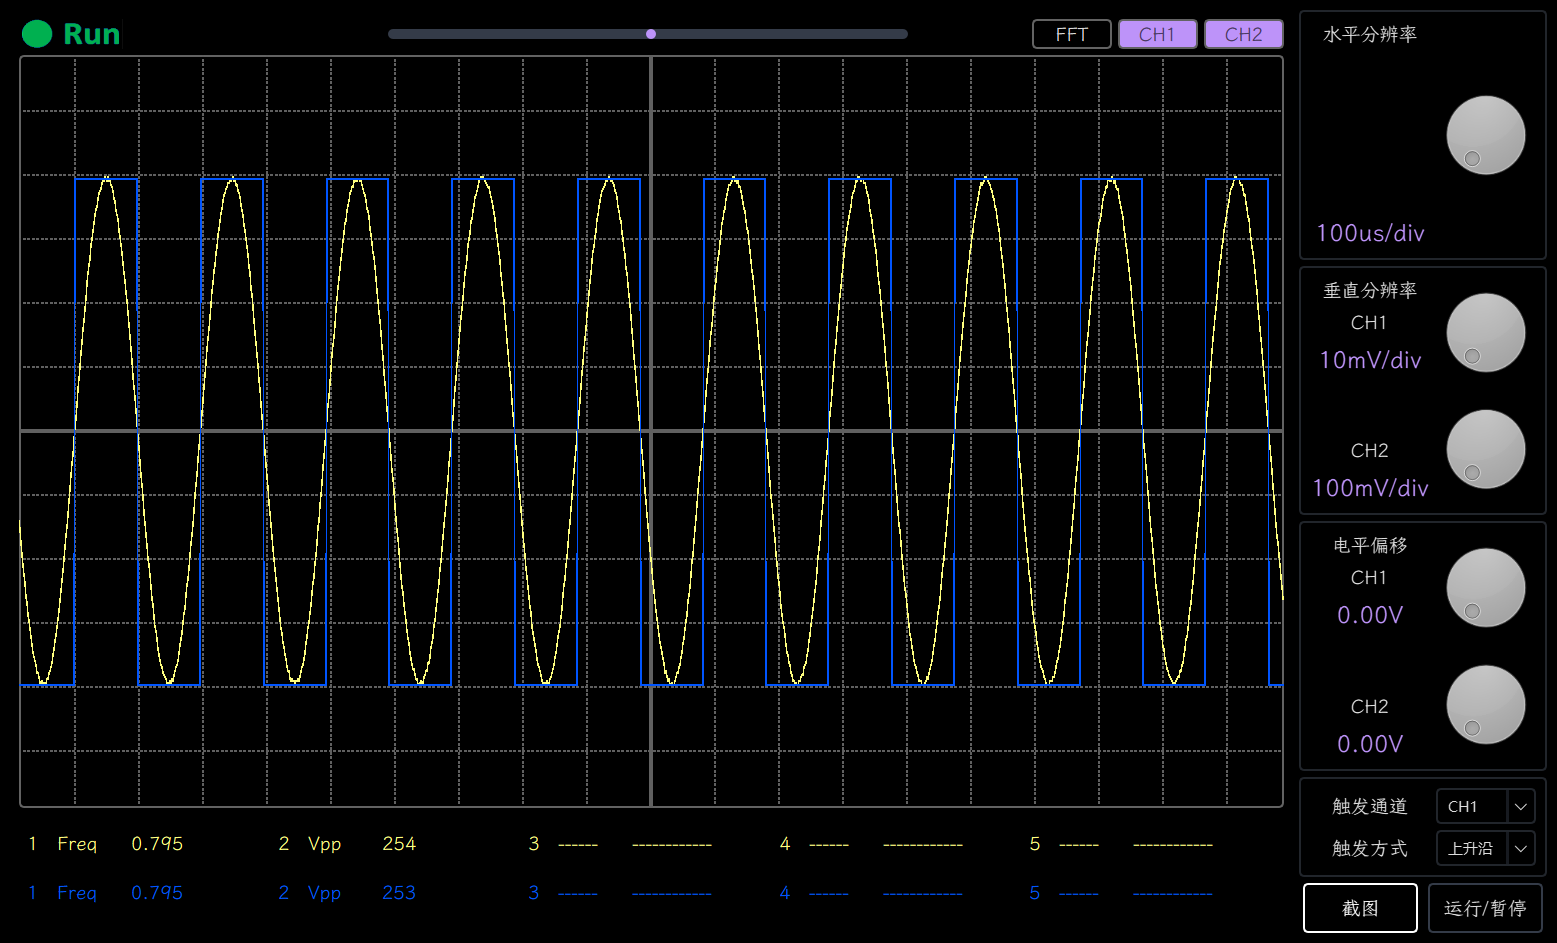 Run
FFT CH1 CH2
水平分辨率
100us/div
垂直分辨率
CH1
10mV/div
CH2
100mV/div
电平偏移
CH1
0.00V
CH2
0.00V
触发通道 CH1
触发方式 上升沿
截图 运行/暂停
1 Freq 0.795 2 Vpp 254 3 ------ ------------ 4 ------ ------------ 5 ------ ------------
1 Freq 0.795 2 Vpp 253 3 ------ ------------ 4 ------ ------------ 5 ------ ------------